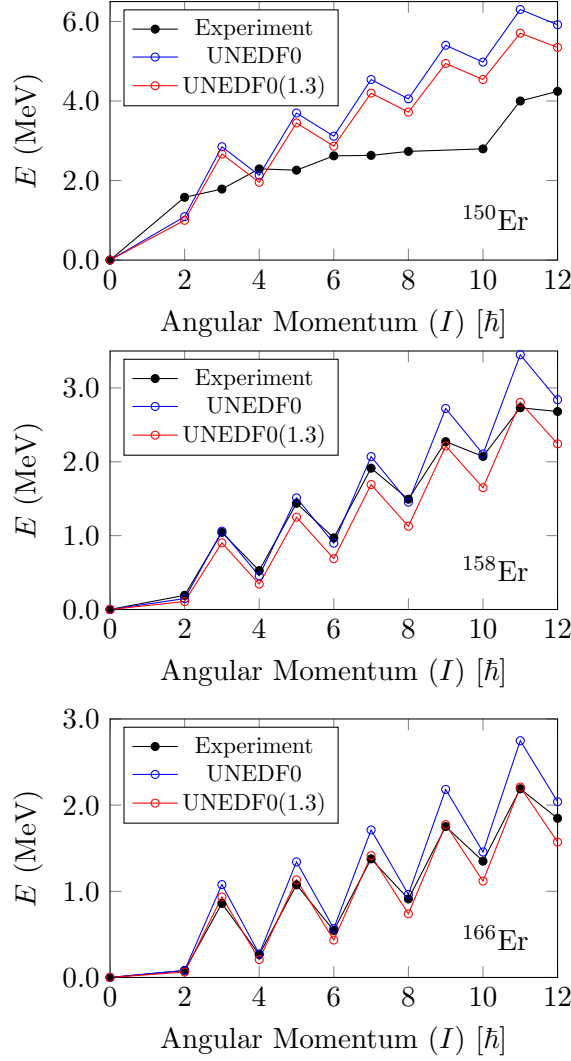 6.0
4.0
2.0
0.0
E (MeV)
Experiment
UNEDF0
UNEDF0(1.3)
¹⁵⁰Er
0 2 4 6 8 10 12
Angular Momentum (I) [ħ]
3.0
2.0
1.0
0.0
E (MeV)
Experiment
UNEDF0
UNEDF0(1.3)
¹⁵⁸Er
0 2 4 6 8 10 12
Angular Momentum (I) [ħ]
3.0
2.0
1.0
0.0
E (MeV)
Experiment
UNEDF0
UNEDF0(1.3)
¹⁶⁶Er
0 2 4 6 8 10 12
Angular Momentum (I) [ħ]